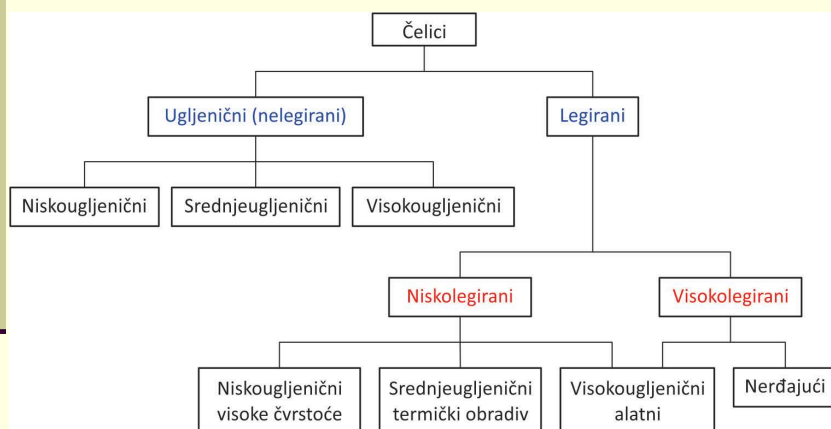 Čelici
Ugljenični (nelegirani)
Legirani
Niskougljenični
Srednjeugljenični
Visokougljenični
Niskolegirani
Visokolegirani
Niskougljenični
visoke čvrstoće
Srednjeugljenični
termički obradiv
Visokougljenični
alatni
Nerđajući